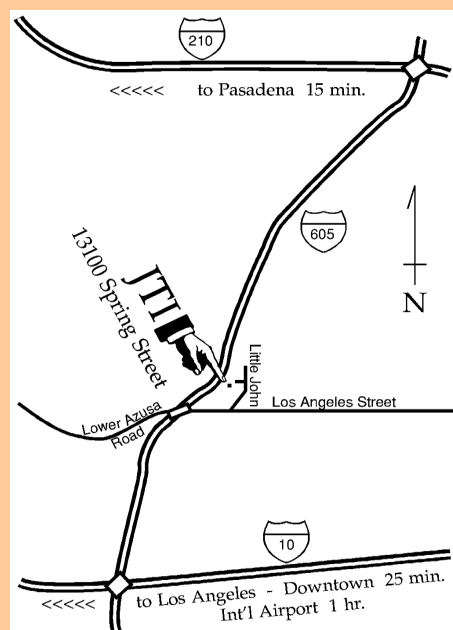 210
<<<<< to Pasadena 15 min.
605
N
JTI
13100 Spring Street
Little John
Los Angeles Street
Lower Azusa
Road
10
<<<<< to Los Angeles - Downtown 25 min.
Int'l Airport 1 hr.